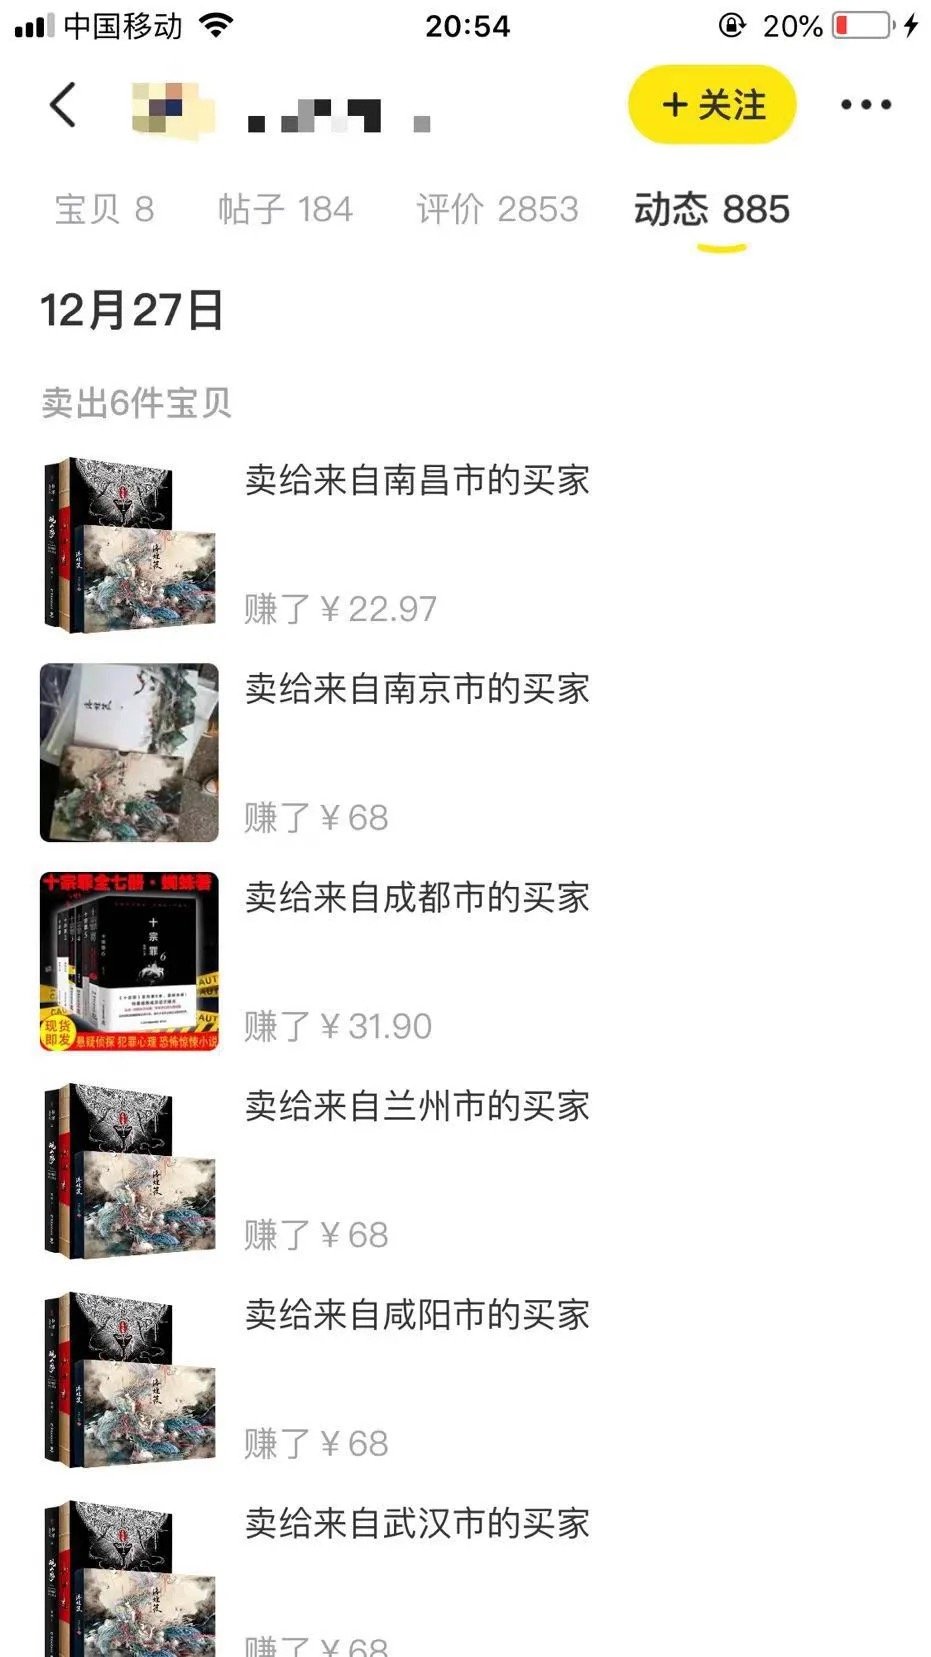 中国移动
20:54
20%
+ 关注
宝贝 8
帖子 184
评价 2853
动态 885
12月27日
卖出6件宝贝
卖给来自南昌市的买家
赚了 ¥ 22.97
卖给来自南京市的买家
赚了 ¥ 68
十宗罪全七册·蜘蛛著
十宗罪6
现货
即发
悬疑侦探 犯罪心理 恐怖惊悚小说
卖给来自成都市的买家
赚了 ¥ 31.90
卖给来自兰州市的买家
赚了 ¥ 68
卖给来自咸阳市的买家
赚了 ¥ 68
卖给来自武汉市的买家
赚了 ¥ 68